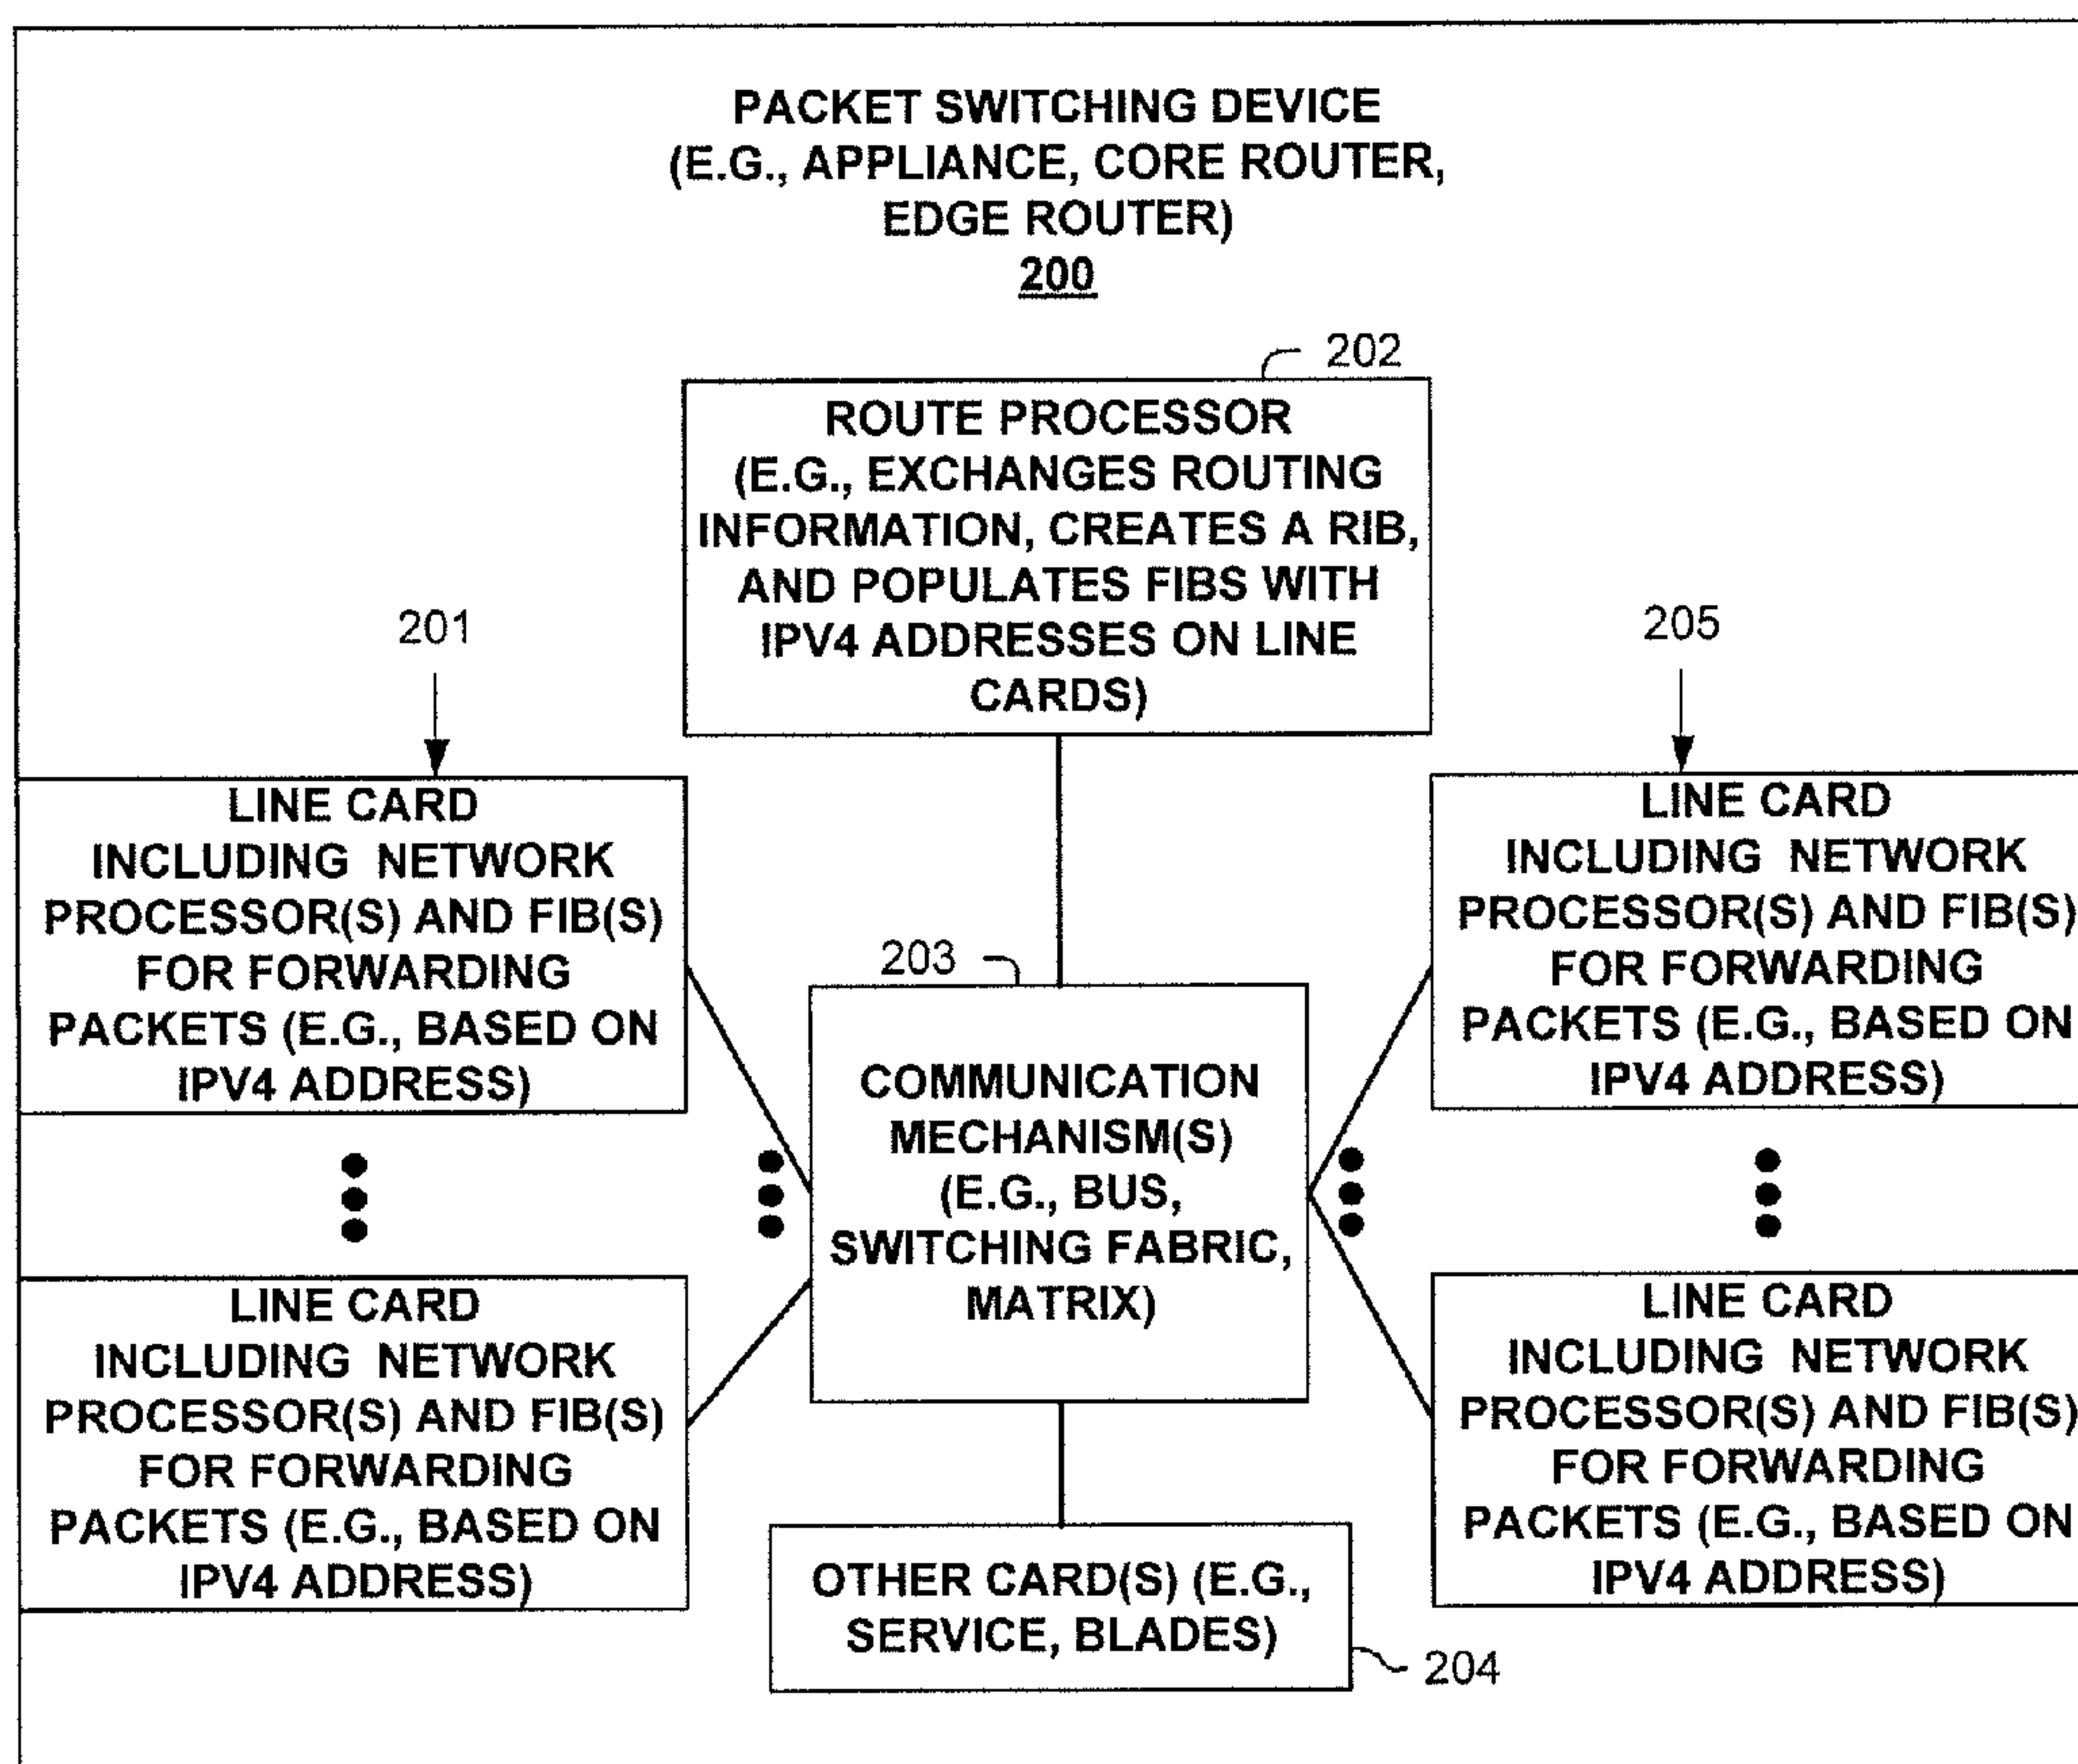 PACKET SWITCHING DEVICE
(E.G., APPLIANCE, CORE ROUTER,
EDGE ROUTER)
200
202
ROUTE PROCESSOR
(E.G., EXCHANGES ROUTING
INFORMATION, CREATES A RIB,
AND POPULATES FIBS WITH
IPV4 ADDRESSES ON LINE
CARDS)
201
LINE CARD
INCLUDING NETWORK
PROCESSOR(S) AND FIB(S)
FOR FORWARDING
PACKETS (E.G., BASED ON
IPV4 ADDRESS)
LINE CARD
INCLUDING NETWORK
PROCESSOR(S) AND FIB(S)
FOR FORWARDING
PACKETS (E.G., BASED ON
IPV4 ADDRESS)
203
COMMUNICATION
MECHANISM(S)
(E.G., BUS,
SWITCHING FABRIC,
MATRIX)
OTHER CARD(S) (E.G.,
SERVICE, BLADES)
204
205
LINE CARD
INCLUDING NETWORK
PROCESSOR(S) AND FIB(S)
FOR FORWARDING
PACKETS (E.G., BASED ON
IPV4 ADDRESS)
LINE CARD
INCLUDING NETWORK
PROCESSOR(S) AND FIB(S)
FOR FORWARDING
PACKETS (E.G., BASED ON
IPV4 ADDRESS)